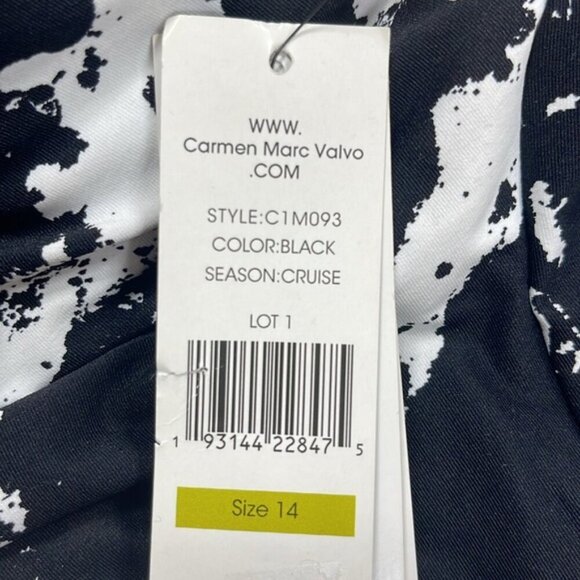 WWW.
Carmen Marc Valvo
.COM
STYLE:C1M093
COLOR:BLACK
SEASON:CRUISE
LOT 1
1 93144 22847 5
Size 14